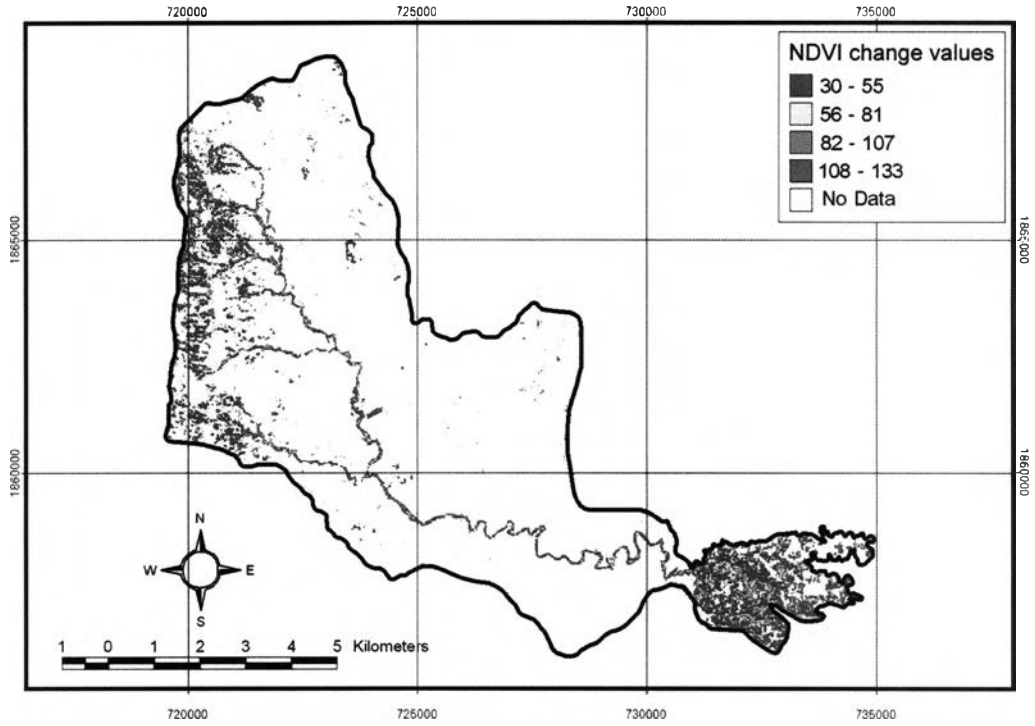 720000 725000 730000 735000
NDVI change values
30 - 55
56 - 81
82 - 107
108 - 133
No Data
1865000 1865000
1860000 1860000
N
W E
S
1 0 1 2 3 4 5 Kilometers
720000 725000 730000 735000